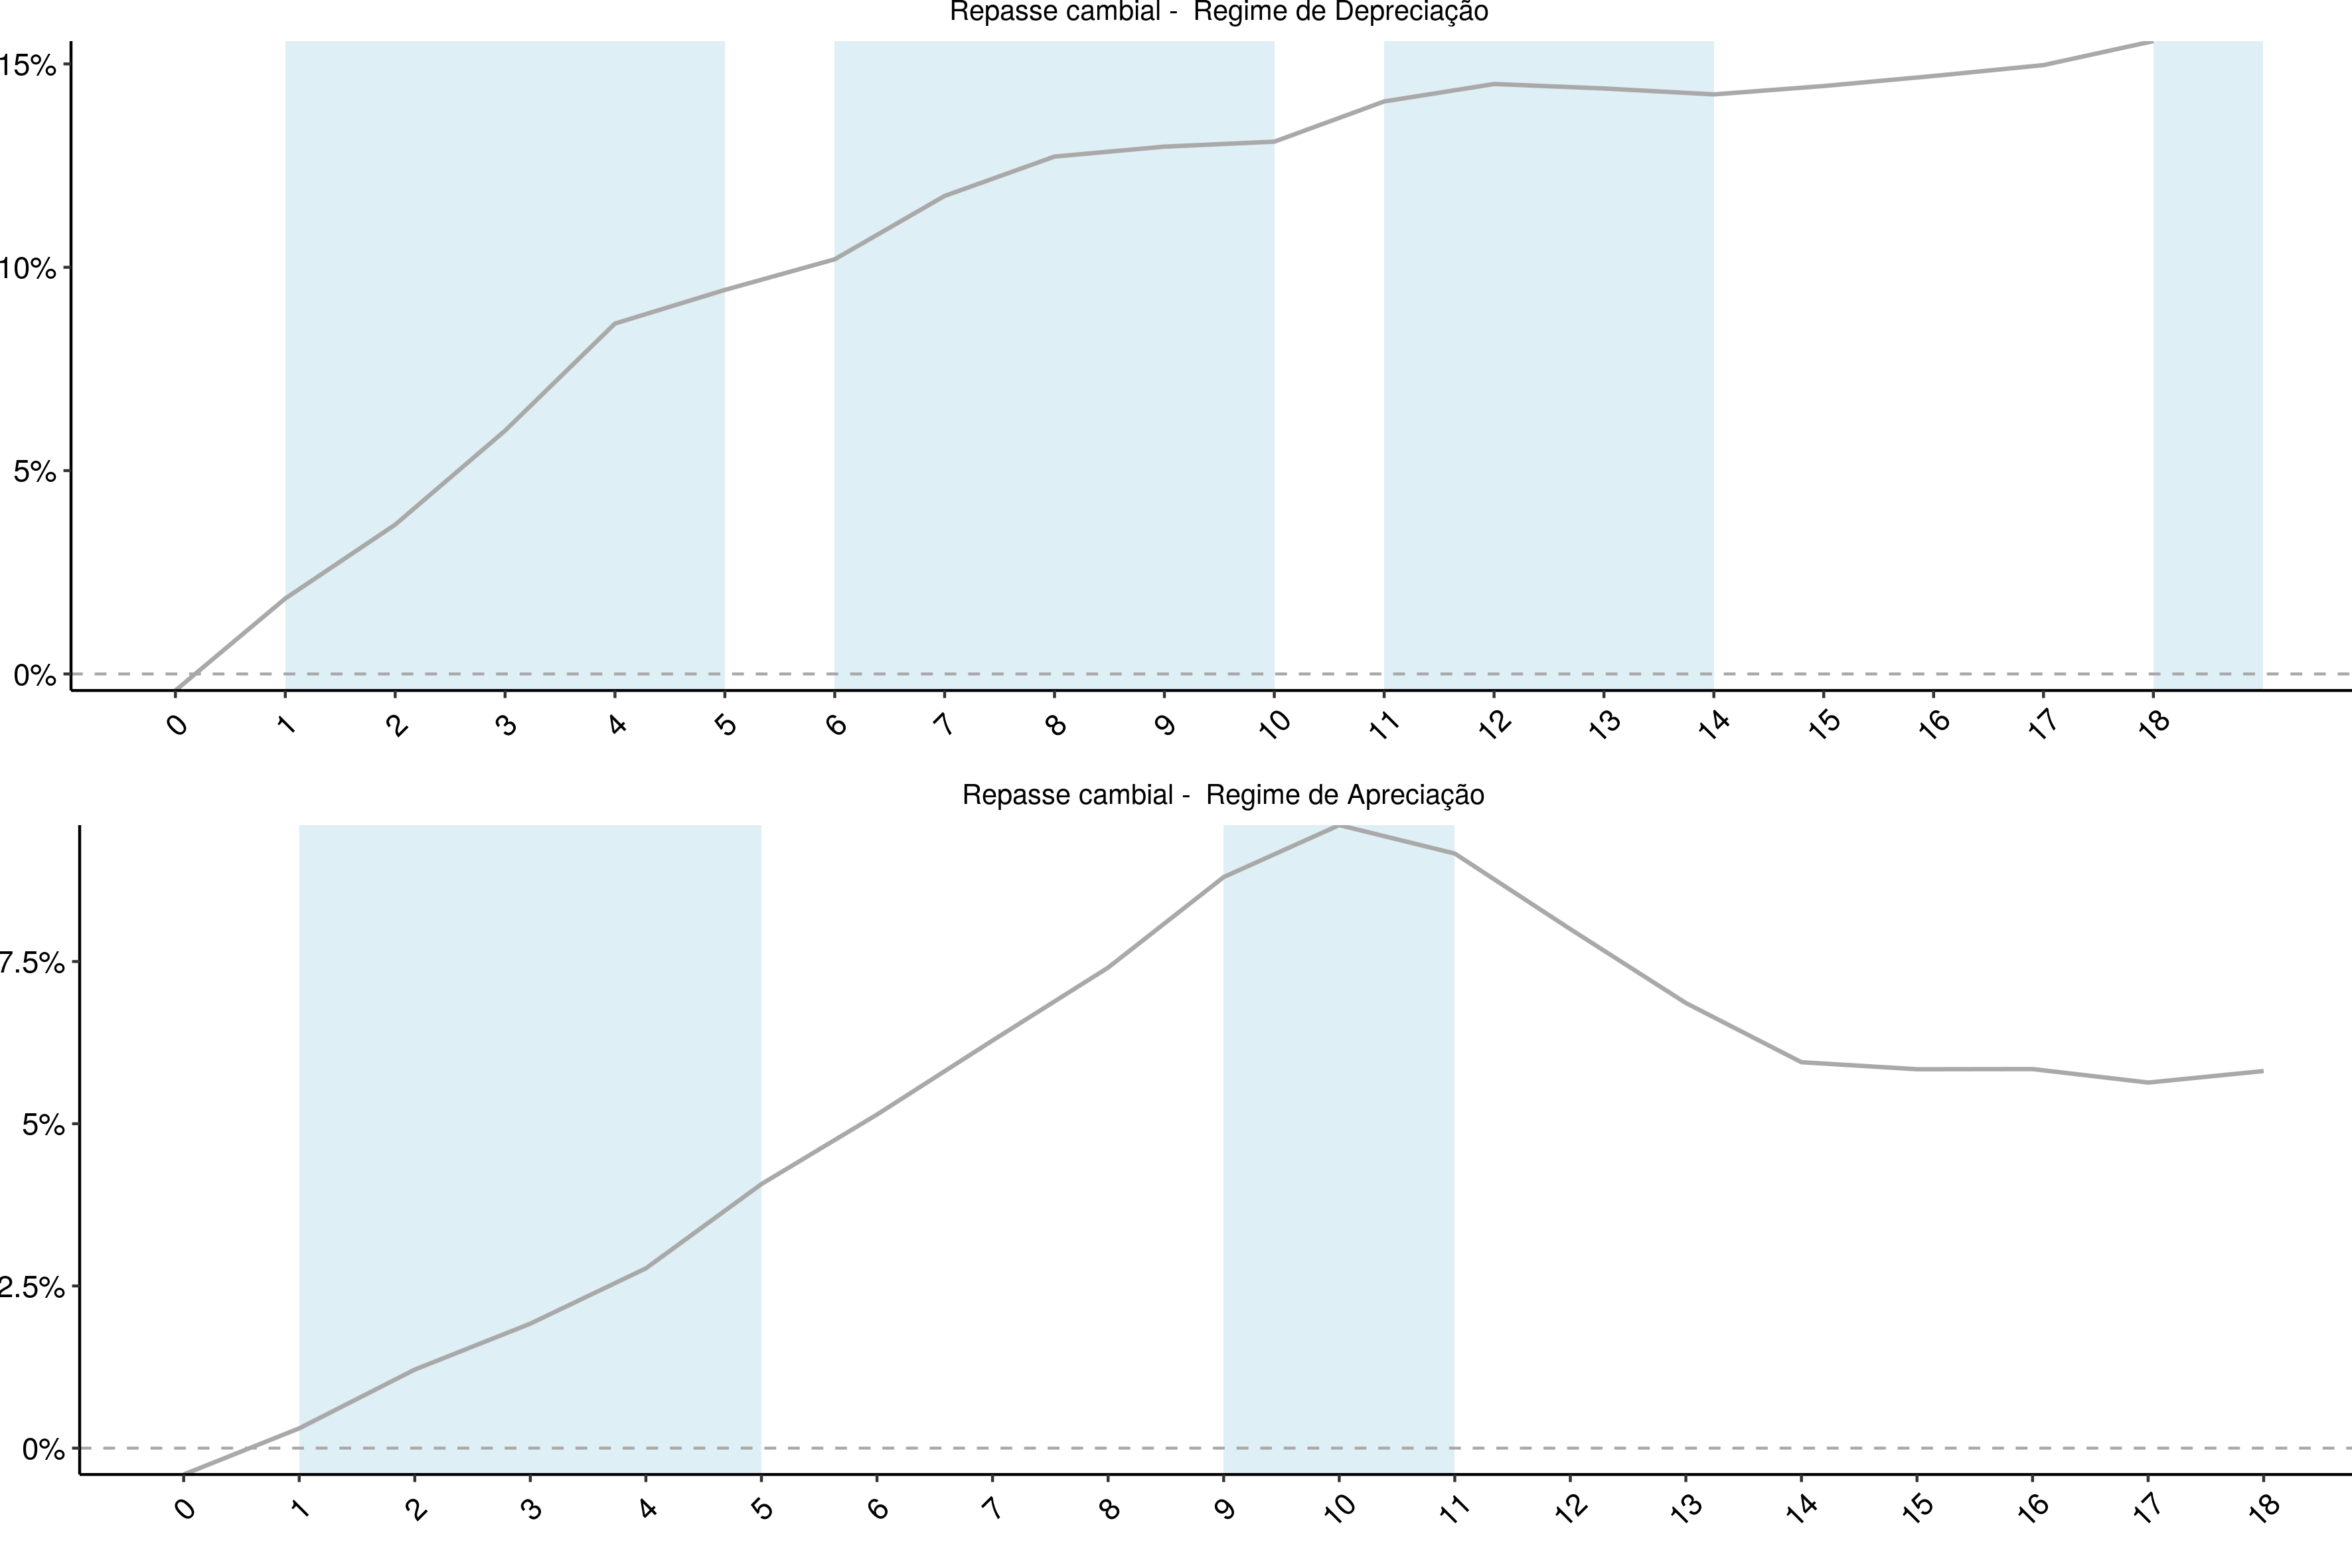 Repasse cambial -  Regime de Depreciação
15%
10%
5%
0%
0 1 2 3 4 5 6 7 8 9 10 11 12 13 14 15 16 17 18
Repasse cambial -  Regime de Apreciação
7.5%
5%
2.5%
0%
0 1 2 3 4 5 6 7 8 9 10 11 12 13 14 15 16 17 18